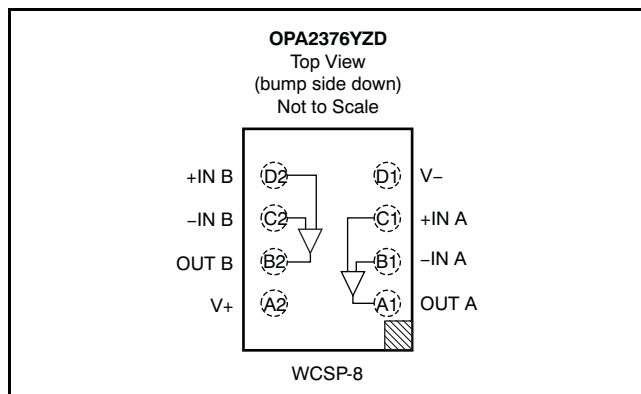 OPA2376YZD
Top View
(bump side down)
Not to Scale
+IN B D2 D1 V−
−IN B C2 C1 +IN A
OUT B B2 B1 −IN A
V+ A2 A1 OUT A
WCSP-8